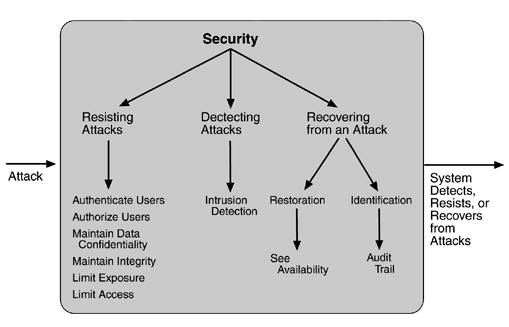 Security
Resisting
Attacks
Dectecting
Attacks
Recovering
from an Attack
Attack
Authenticate Users
Authorize Users
Maintain Data
Confidentiality
Maintain Integrity
Limit Exposure
Limit Access
Intrusion
Detection
Restoration
Identification
See
Availability
Audit
Trail
System
Detects,
Resists, or
Recovers
from
Attacks